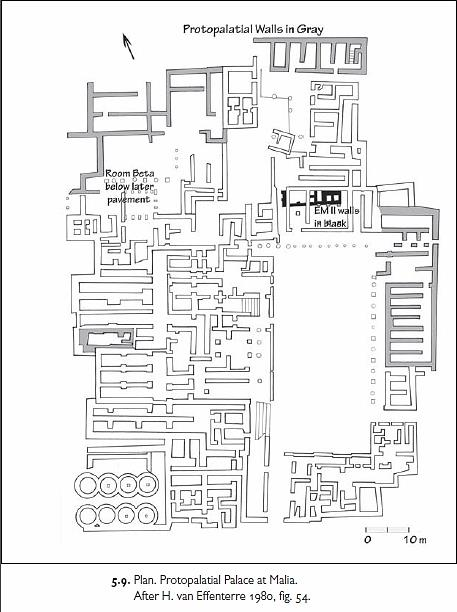 Protopalatial Walls in Gray
Room Beta
below later
pavement
EM II walls
in black
0 10 m
5.9. Plan. Protopalatial Palace at Malia.
After H. van Effenterre 1980, fig. 54.